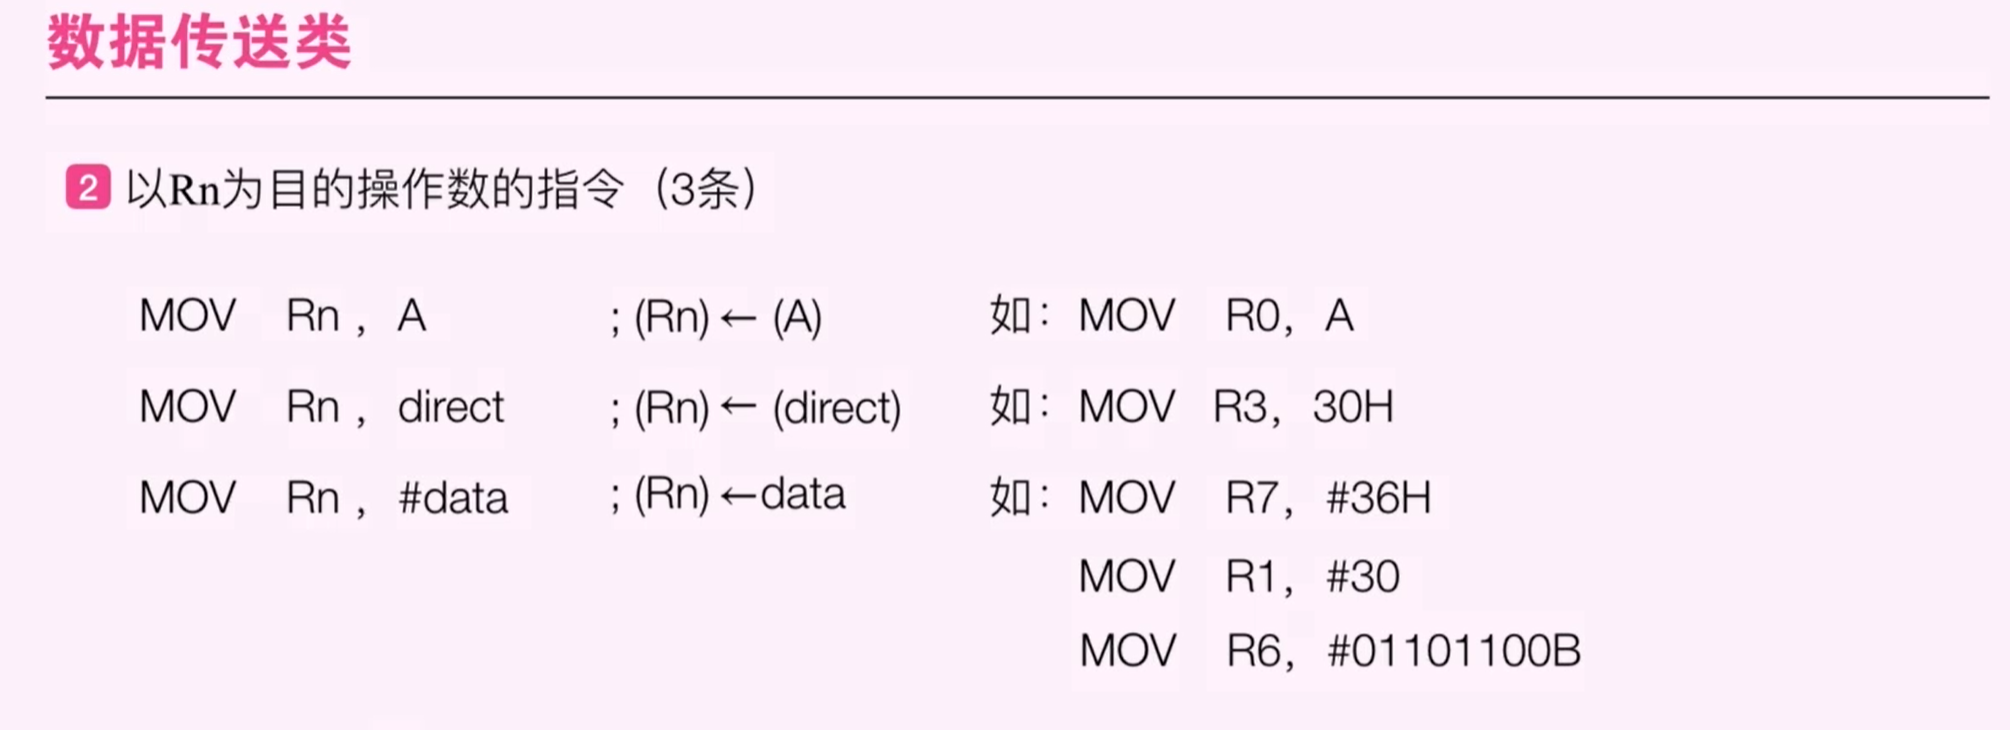 数据传送类
2 以Rn为目的操作数的指令（3条）
MOV Rn , A ; (Rn) ← (A) 如：MOV R0，A
MOV Rn , direct ; (Rn) ← (direct) 如：MOV R3，30H
MOV Rn , #data ; (Rn) ←data 如：MOV R7，#36H
MOV R1，#30
MOV R6，#01101100B